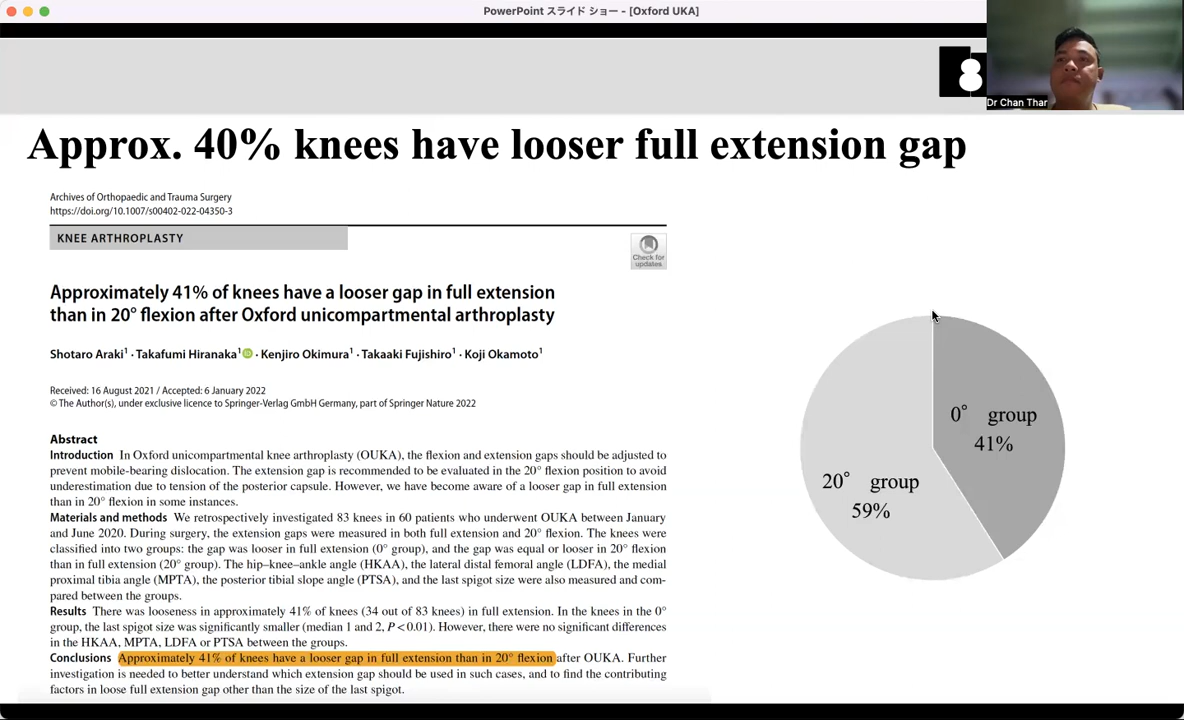 PowerPoint スライド ショー - [Oxford UKA]
Dr Chan Thar
Approx. 40% knees have looser full extension gap
Archives of Orthopaedic and Trauma Surgery
https://doi.org/10.1007/s00402-022-04350-3
KNEE ARTHROPLASTY
Check for
updates
Approximately 41% of knees have a looser gap in full extension
than in 20° flexion after Oxford unicompartmental arthroplasty
Shotaro Araki1 · Takafumi Hiranaka1 · Kenjiro Okimura1 · Takaaki Fujishiro1 · Koji Okamoto1
Received: 16 August 2021 / Accepted: 6 January 2022
© The Author(s), under exclusive licence to Springer-Verlag GmbH Germany, part of Springer Nature 2022
Abstract
Introduction In Oxford unicompartmental knee arthroplasty (OUKA), the flexion and extension gaps should be adjusted to
prevent mobile-bearing dislocation. The extension gap is recommended to be evaluated in the 20° flexion position to avoid
underestimation due to tension of the posterior capsule. However, we have become aware of a looser gap in full extension
than in 20° flexion in some instances.
Materials and methods We retrospectively investigated 83 knees in 60 patients who underwent OUKA between January
and June 2020. During surgery, the extension gaps were measured in both full extension and 20° flexion. The knees were
classified into two groups: the gap was looser in full extension (0° group), and the gap was equal or looser in 20° flexion
than in full extension (20° group). The hip–knee–ankle angle (HKAA), the lateral distal femoral angle (LDFA), the medial
proximal tibia angle (MPTA), the posterior tibial slope angle (PTSA), and the last spigot size were also measured and com-
pared between the groups.
Results There was looseness in approximately 41% of knees (34 out of 83 knees) in full extension. In the knees in the 0°
group, the last spigot size was significantly smaller (median 1 and 2, P < 0.01). However, there were no significant differences
in the HKAA, MPTA, LDFA or PTSA between the groups.
Conclusions Approximately 41% of knees have a looser gap in full extension than in 20° flexion after OUKA. Further
investigation is needed to better understand which extension gap should be used in such cases, and to find the contributing
factors in loose full extension gap other than the size of the last spigot.
0° group
41%
20° group
59%